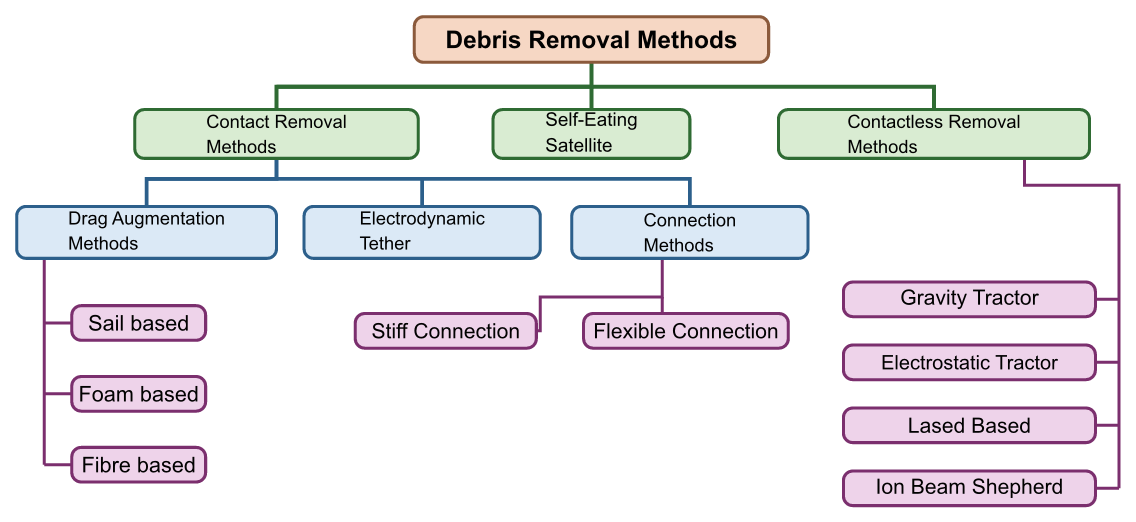 Debris Removal Methods
Contact Removal
Methods
Self-Eating
Satellite
Contactless Removal
Methods
Drag Augmentation
Methods
Electrodynamic
Tether
Connection
Methods
Sail based
Foam based
Fibre based
Stiff Connection
Flexible Connection
Gravity Tractor
Electrostatic Tractor
Lased Based
Ion Beam Shepherd